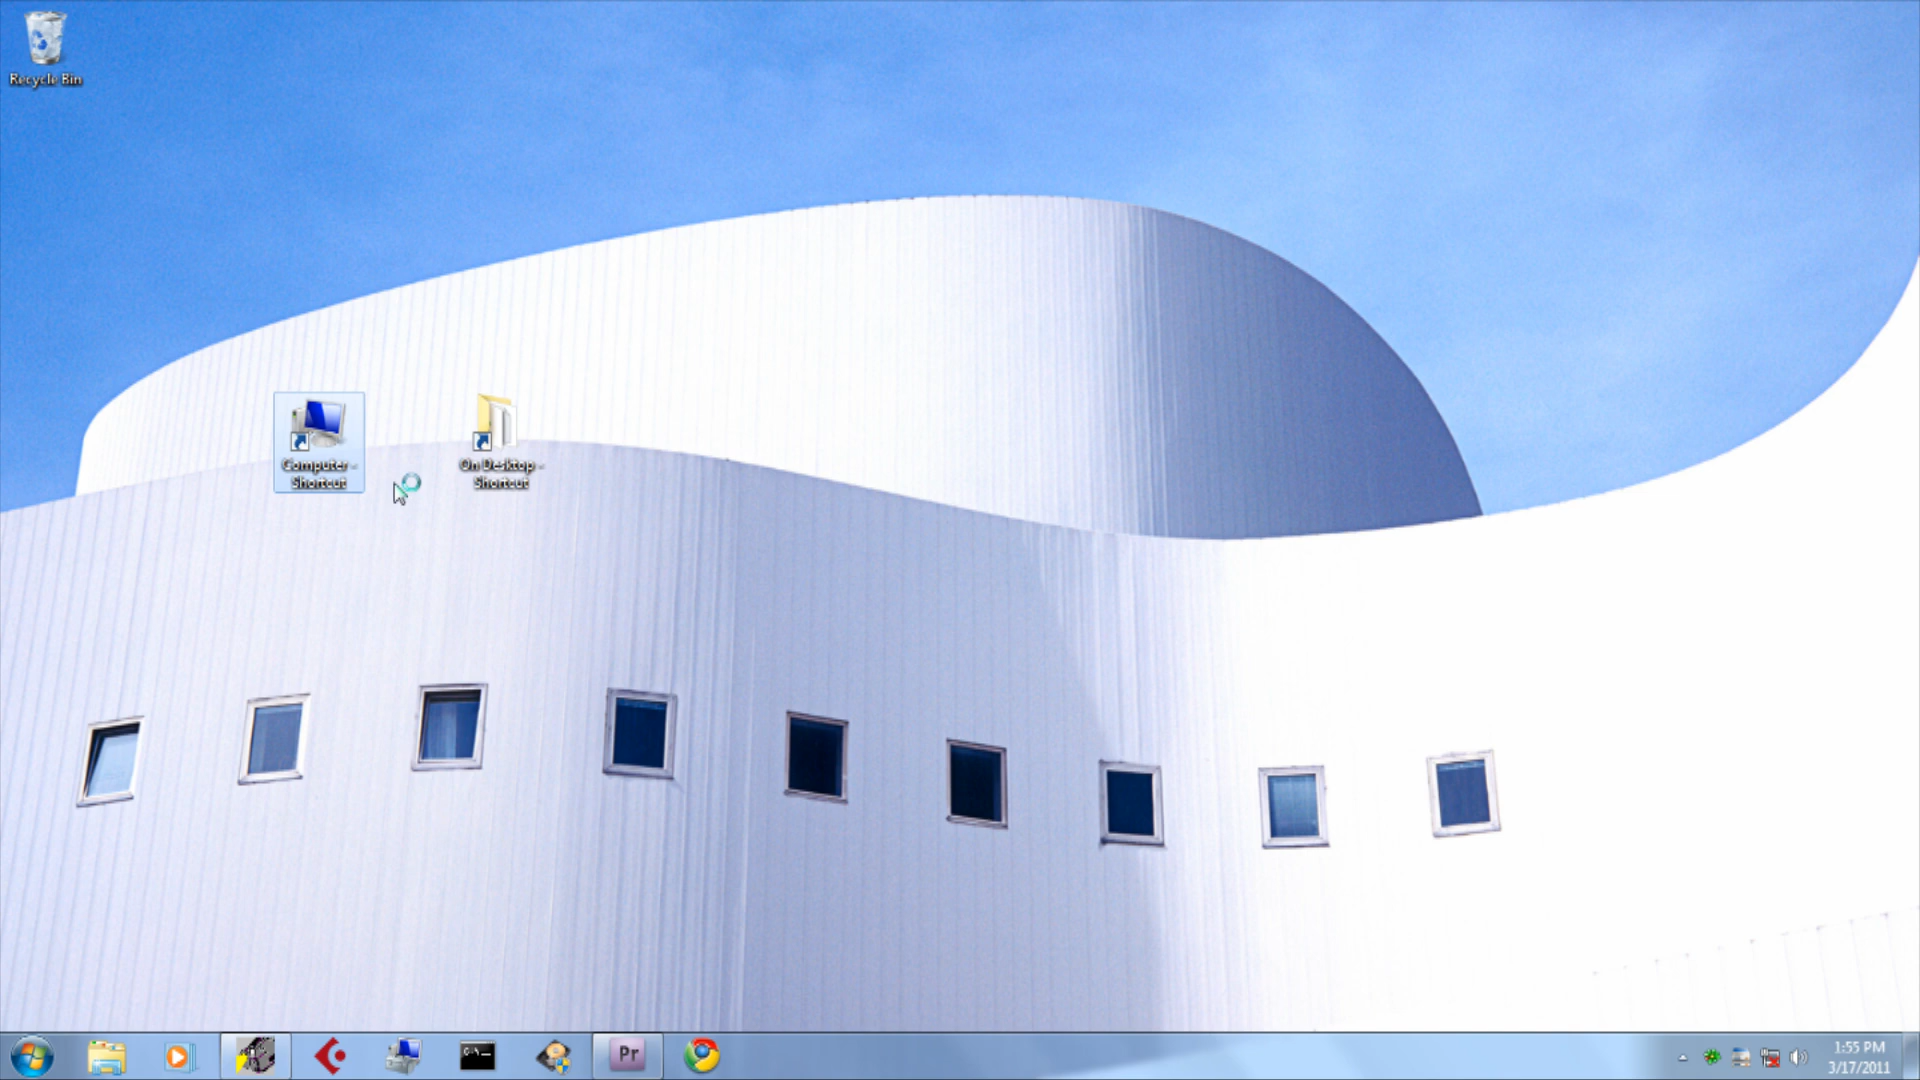 Recycle Bin
Computer -
Shortcut
On Desktop -
Shortcut
C:\_
Pr
1:55 PM
3/17/2011